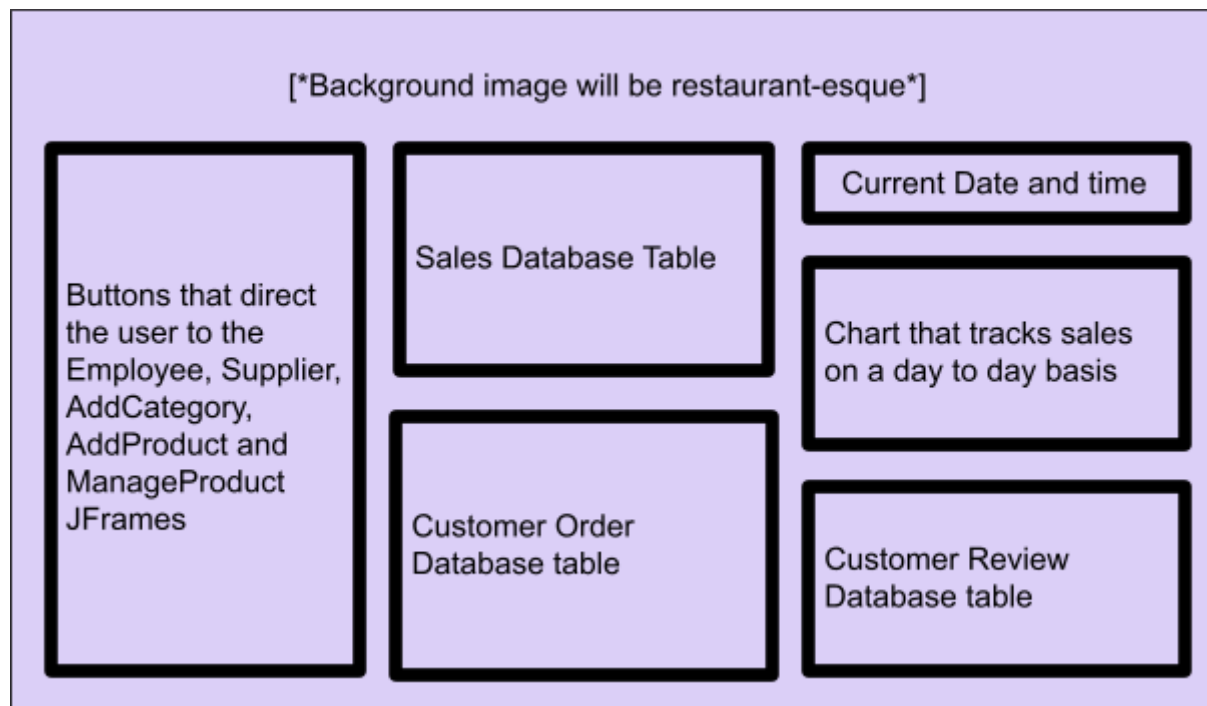 [*Background image will be restaurant-esque*]
Buttons that direct
the user to the
Employee, Supplier,
AddCategory,
AddProduct and
ManageProduct
JFrames
Sales Database Table
Customer Order
Database table
Current Date and time
Chart that tracks sales
on a day to day basis
Customer Review
Database table